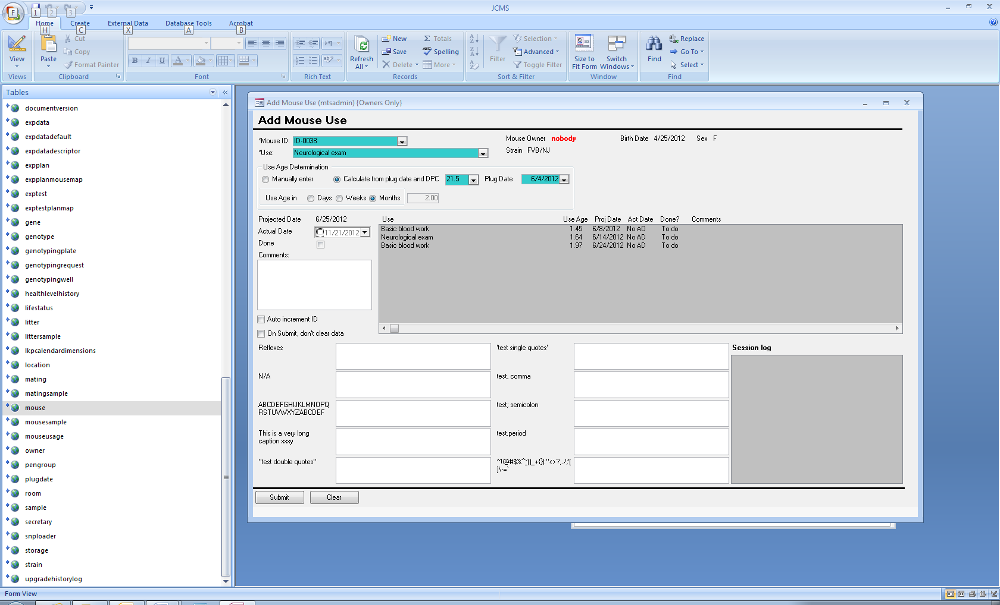 JCMS
1 2 3
Home Create External Data Database Tools Acrobat
F H C X A B
View Paste Cut Copy Format Painter
B I U A
Refresh All New Save Delete Totals Spelling More
Filter Selection Advanced Toggle Filter
Size to Fit Form Switch Windows
Find Replace Go To Select
Views Clipboard Font Rich Text Records Sort & Filter Window Find
Tables
documentversion
expdata
expdatadefault
expdatadescriptor
expplan
expplanmousemap
exptest
exptestplanmap
gene
genotype
genotypingplate
genotypingrequest
genotypingwell
healthlevelhistory
lifestatus
litter
littersample
lkpcalendardimensions
location
mating
matingsample
mouse
mousesample
mouseusage
owner
pengroup
plugdate
room
sample
secretary
snploader
storage
strain
upgradehistorylog
Add Mouse Use (mtsadmin) {Owners Only}
Add Mouse Use
*Mouse ID: ID-0038 Mouse Owner nobody Birth Date 4/25/2012 Sex F
*Use: Neurological exam Strain FVB/NJ
Use Age Determination
Manually enter Calculate from plug date and DPC 21.5 Plug Date 6/4/2012
Use Age in Days Weeks Months 2.00
Projected Date 6/25/2012
Actual Date 11/21/2012
Done
Comments:
Use Use Age Proj Date Act Date Done? Comments
Basic blood work 1.45 6/8/2012 No AD To do
Neurological exam 1.64 6/14/2012 No AD To do
Basic blood work 1.97 6/24/2012 No AD To do
Auto increment ID
On Submit, don't clear data
Reflexes 'test single quotes' Session log
N/A test, comma
ABCDEFGHIJKLMNOPQ test; semicolon
RSTUVWXYZABCDEF
This is a very long test.period
caption xxxy
"test double quotes" ~!@#$%^*()_+{}|:"<>?,./;'[
]\-=`
Submit Clear
Form View